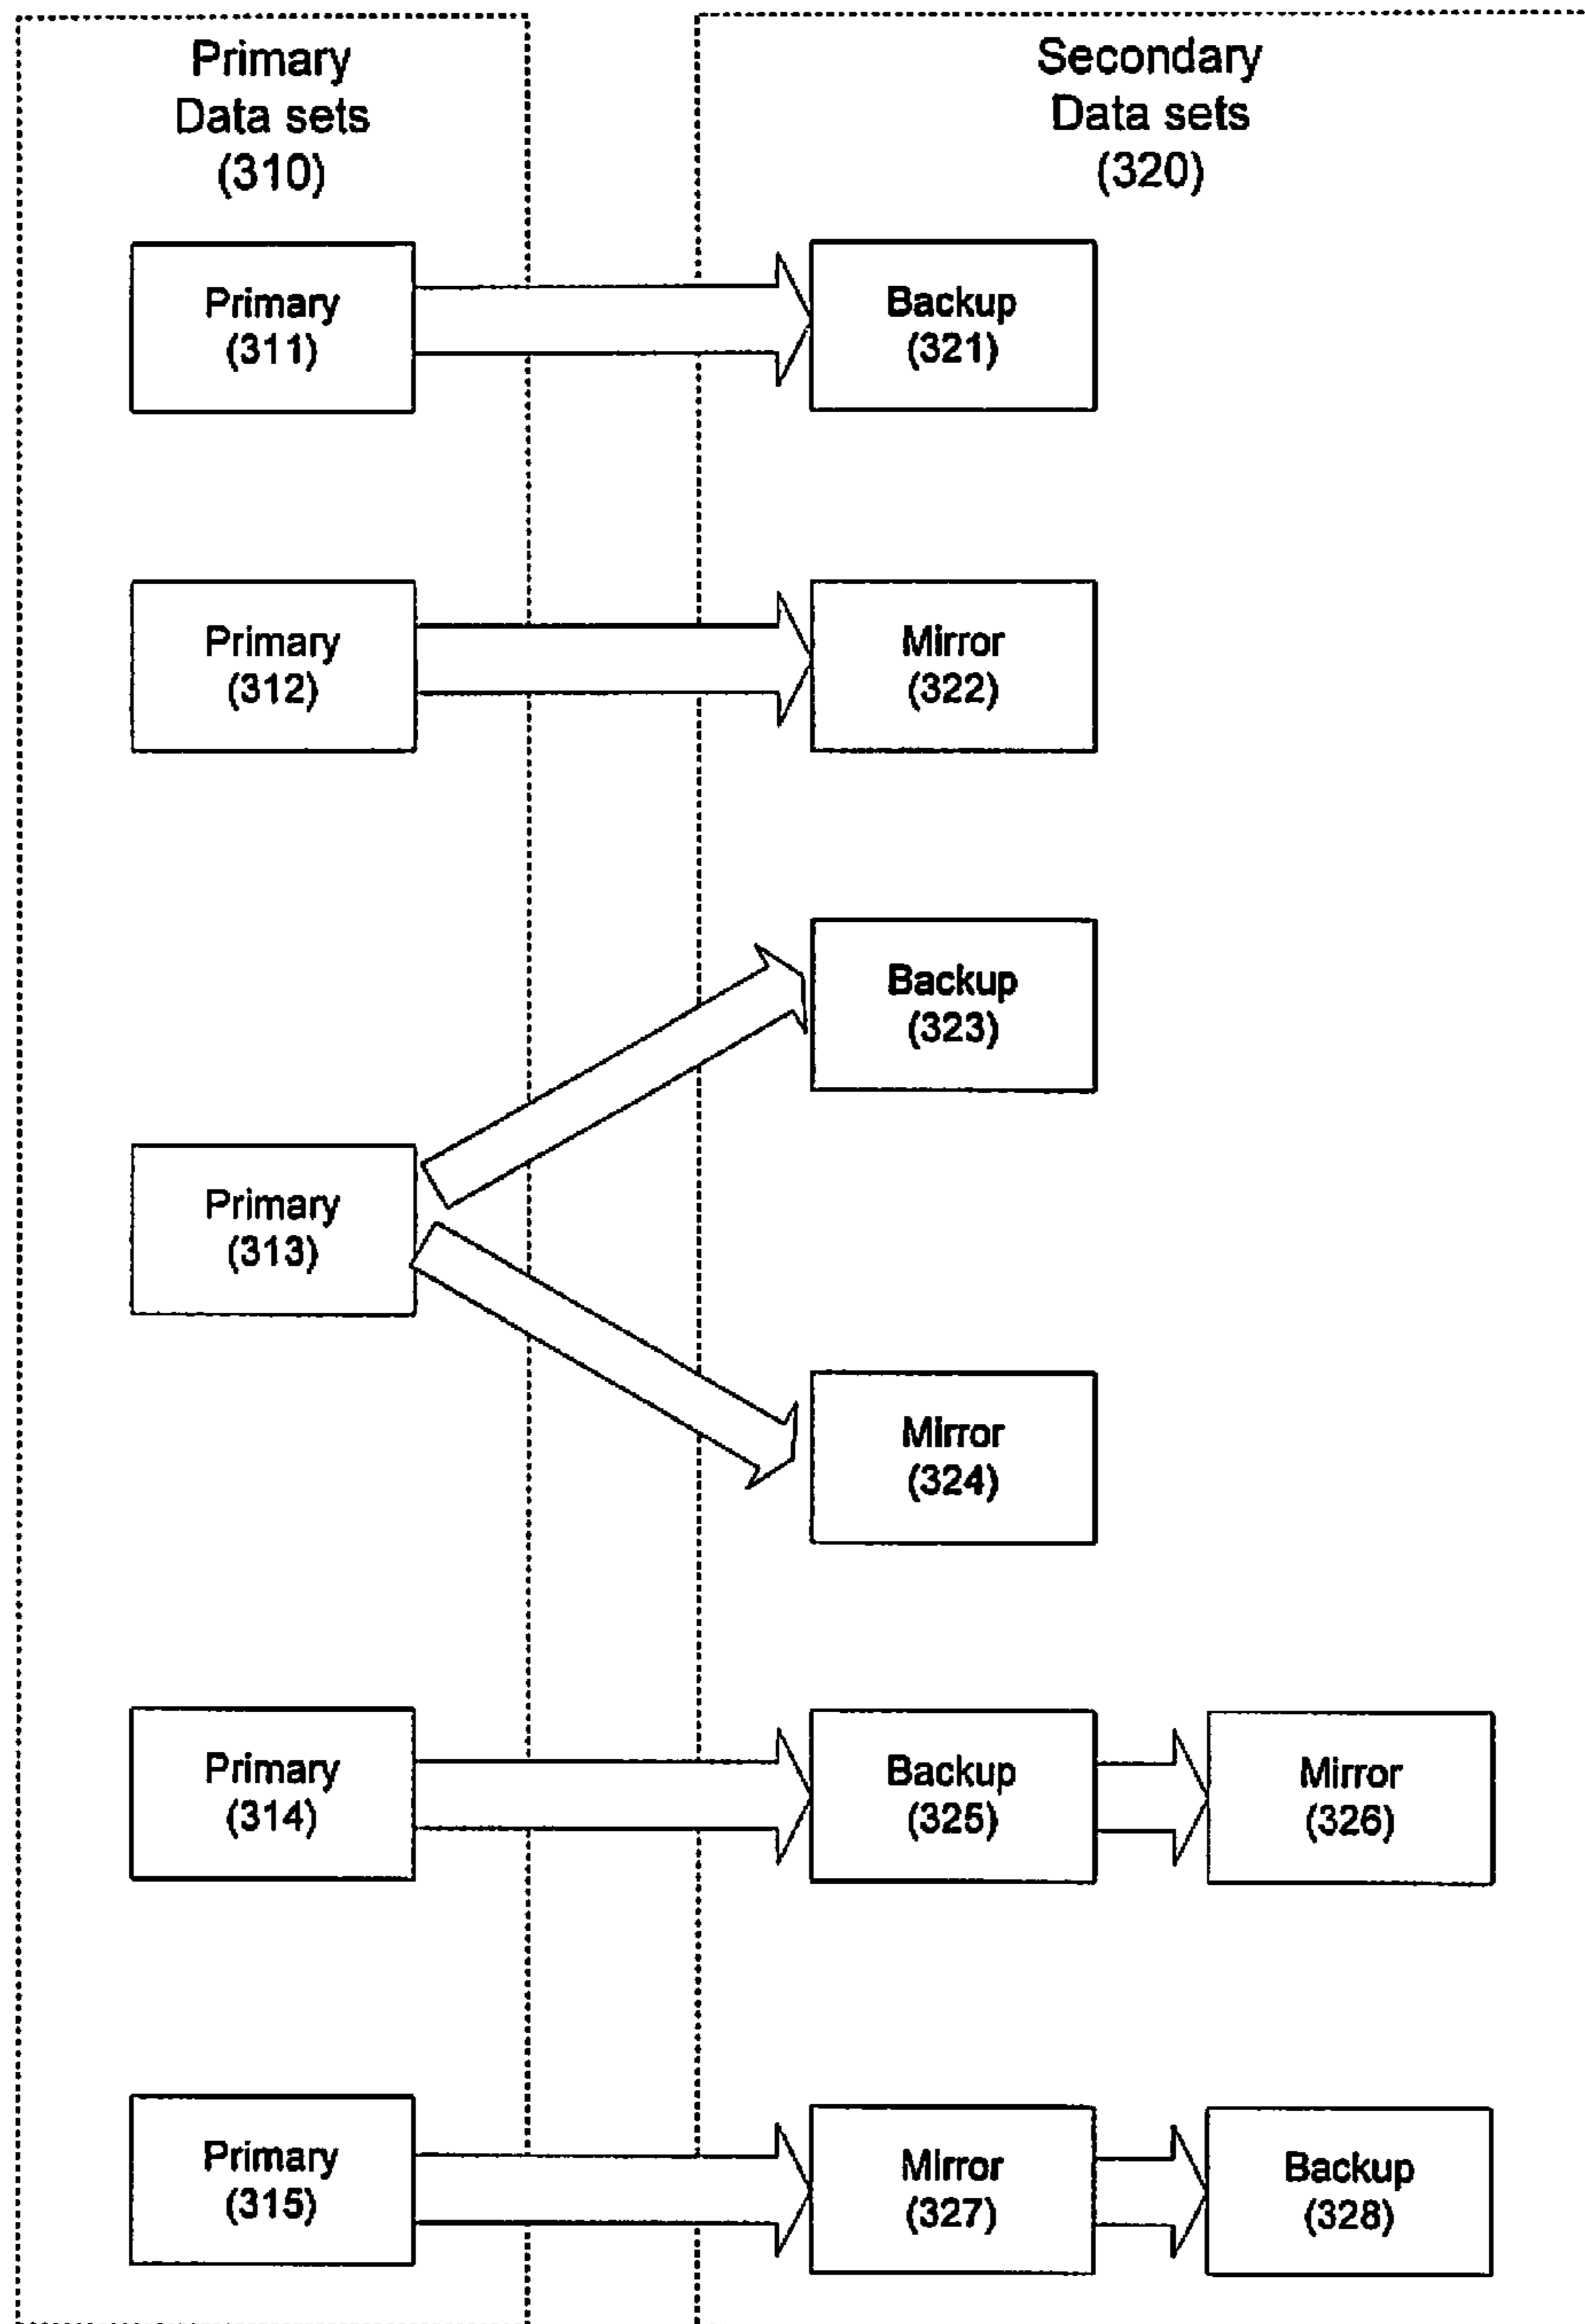 Primary
Data sets
(310)
Secondary
Data sets
(320)
Primary
(311)
Backup
(321)
Primary
(312)
Mirror
(322)
Backup
(323)
Primary
(313)
Mirror
(324)
Primary
(314)
Backup
(325)
Mirror
(326)
Primary
(315)
Mirror
(327)
Backup
(328)